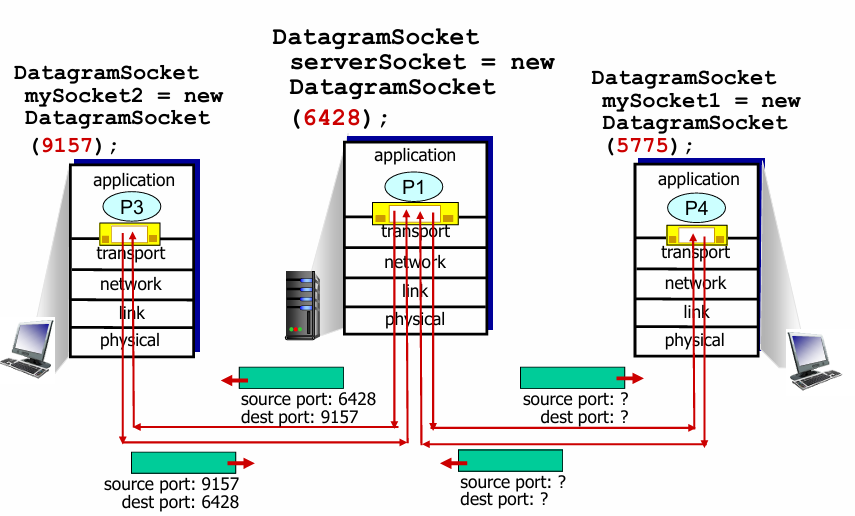 DatagramSocket
mySocket2 = new
DatagramSocket
(9157);
DatagramSocket
serverSocket = new
DatagramSocket
(6428);
DatagramSocket
mySocket1 = new
DatagramSocket
(5775);
application
P3
transport
network
link
physical
application
P1
transport
network
link
physical
application
P4
transport
network
link
physical
source port: 6428
dest port: 9157
source port: ?
dest port: ?
source port: 9157
dest port: 6428
source port: ?
dest port: ?